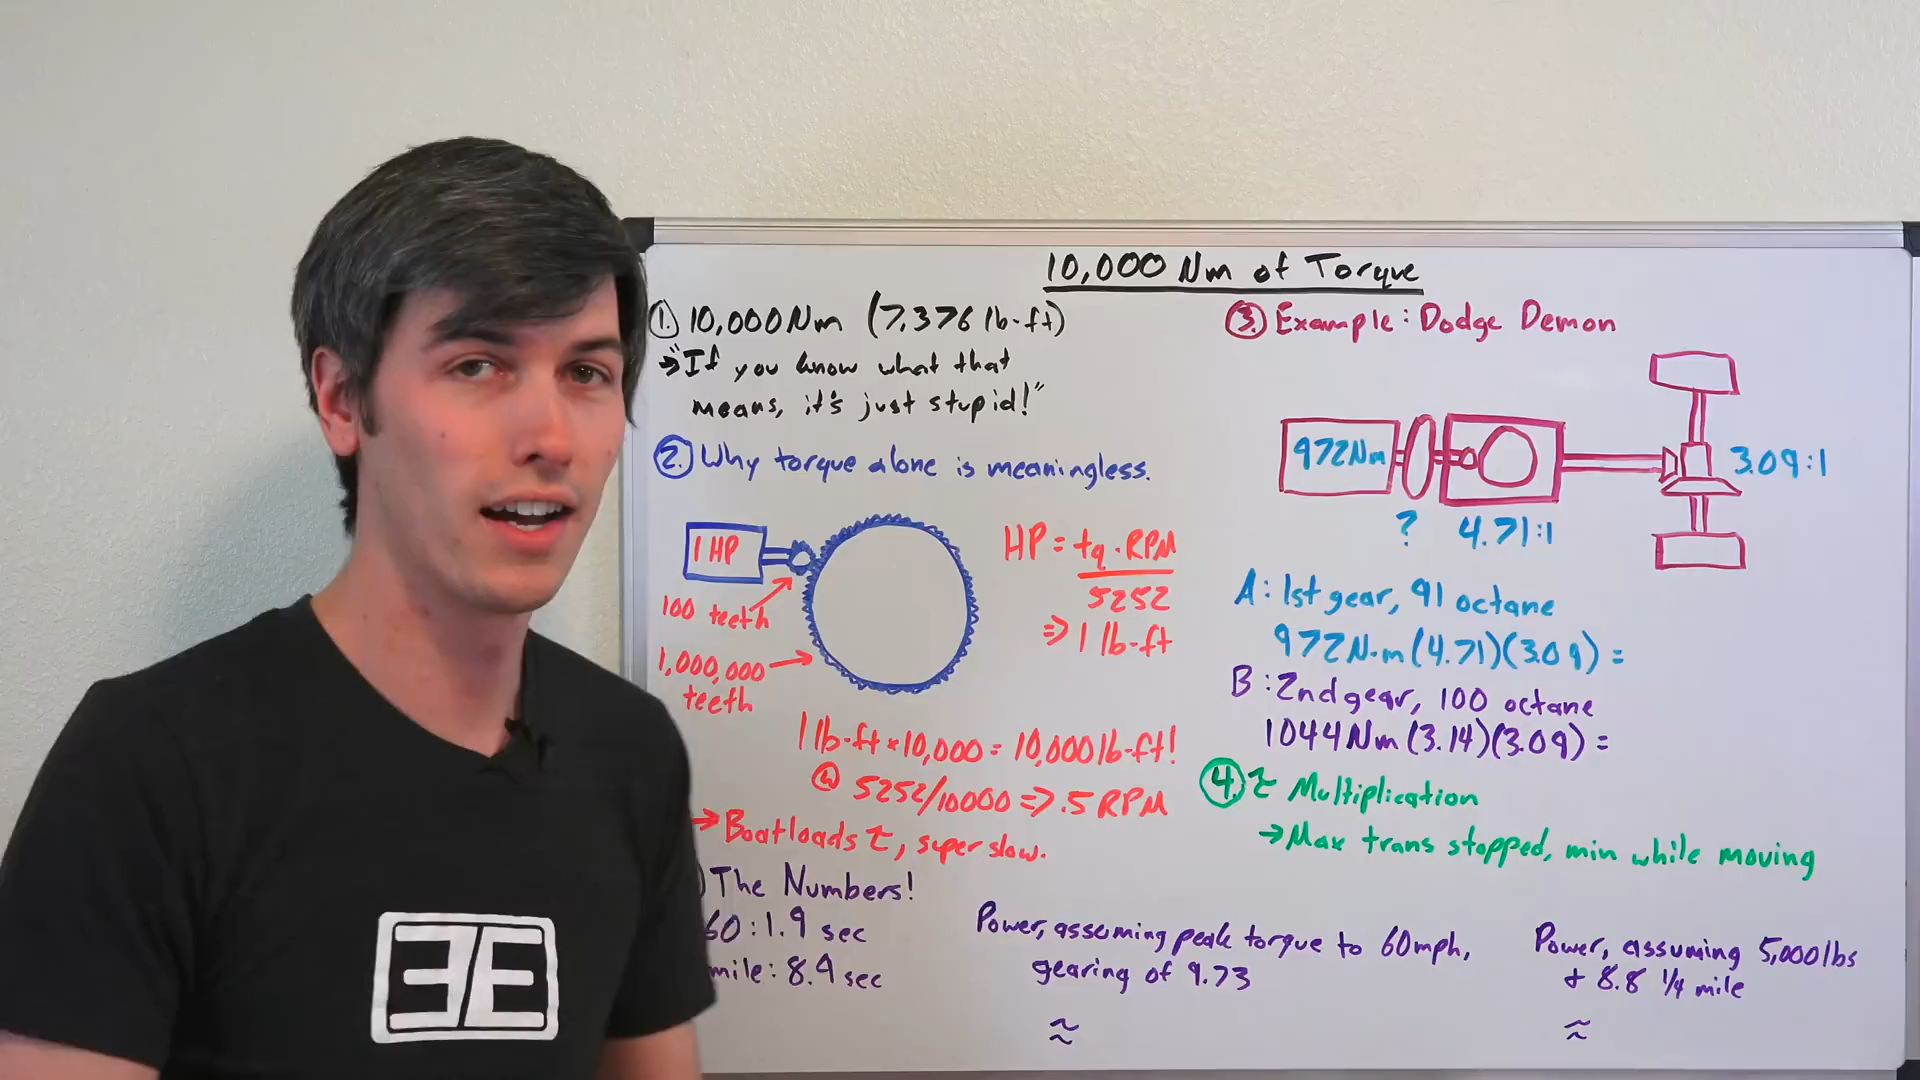 10,000 Nm of Torque
1. 10,000 Nm (7,376 lb-ft)
→ "If you know what that
means, it's just stupid!"
2. Why torque alone is meaningless.
1 HP
100 teeth
1,000,000
teeth
HP = tq · RPM
5252
⇒ 1 lb-ft
1 lb-ft * 10,000 = 10,000 lb-ft!
@ 5252/10000 => .5 RPM
→ Boatloads τ, super slow.
3. Example: Dodge Demon
972Nm
?
4.71:1
3.09:1
A: 1st gear, 91 octane
972N·m (4.71)(3.09) =
B: 2nd gear, 100 octane
1044Nm (3.14)(3.09) =
4. τ Multiplication
→ Max trans stopped, min while moving
The Numbers!
60: 1.9 sec
mile: 8.9 sec
Power, assuming peak torque to 60mph,
gearing of 9.73
≈
Power, assuming 5,000 lbs
+ 8.8 1/4 mile
≈
ƎE